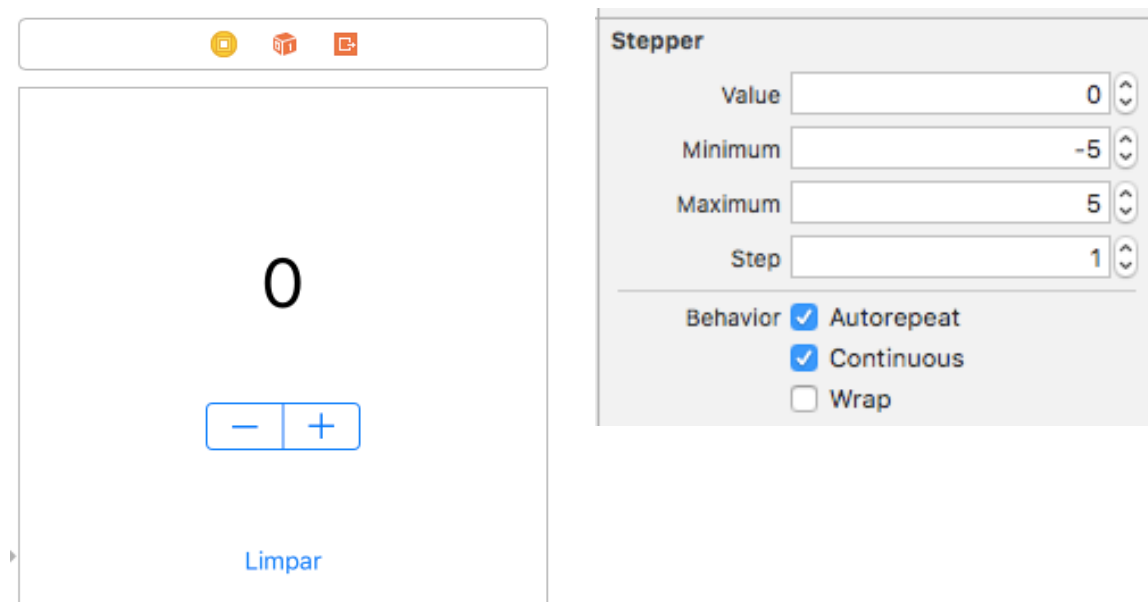 0
Limpar
Stepper
Value 0
Minimum -5
Maximum 5
Step 1
Behavior Autorepeat
Continuous
Wrap